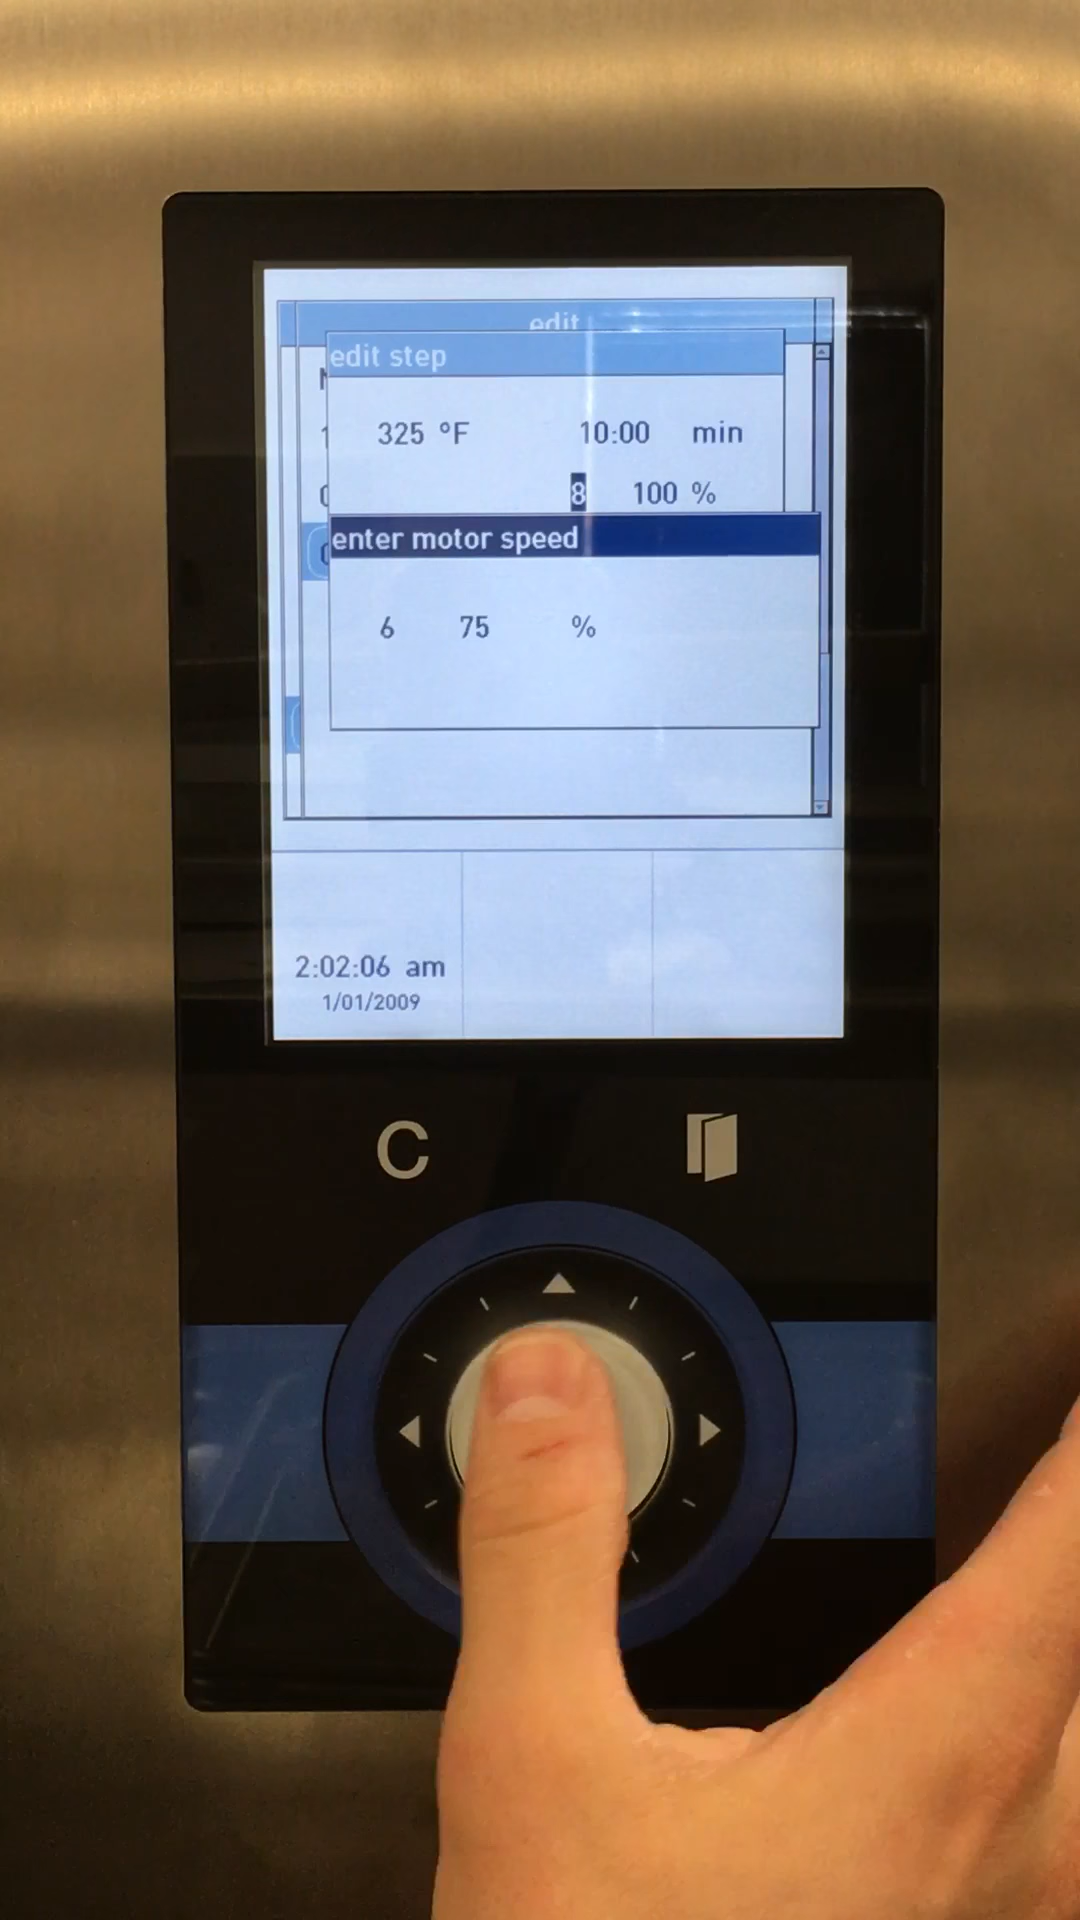 edit
edit step
325 °F 10:00 min
8 100 %
enter motor speed
6 75 %
2:02:06 am
1/01/2009
C